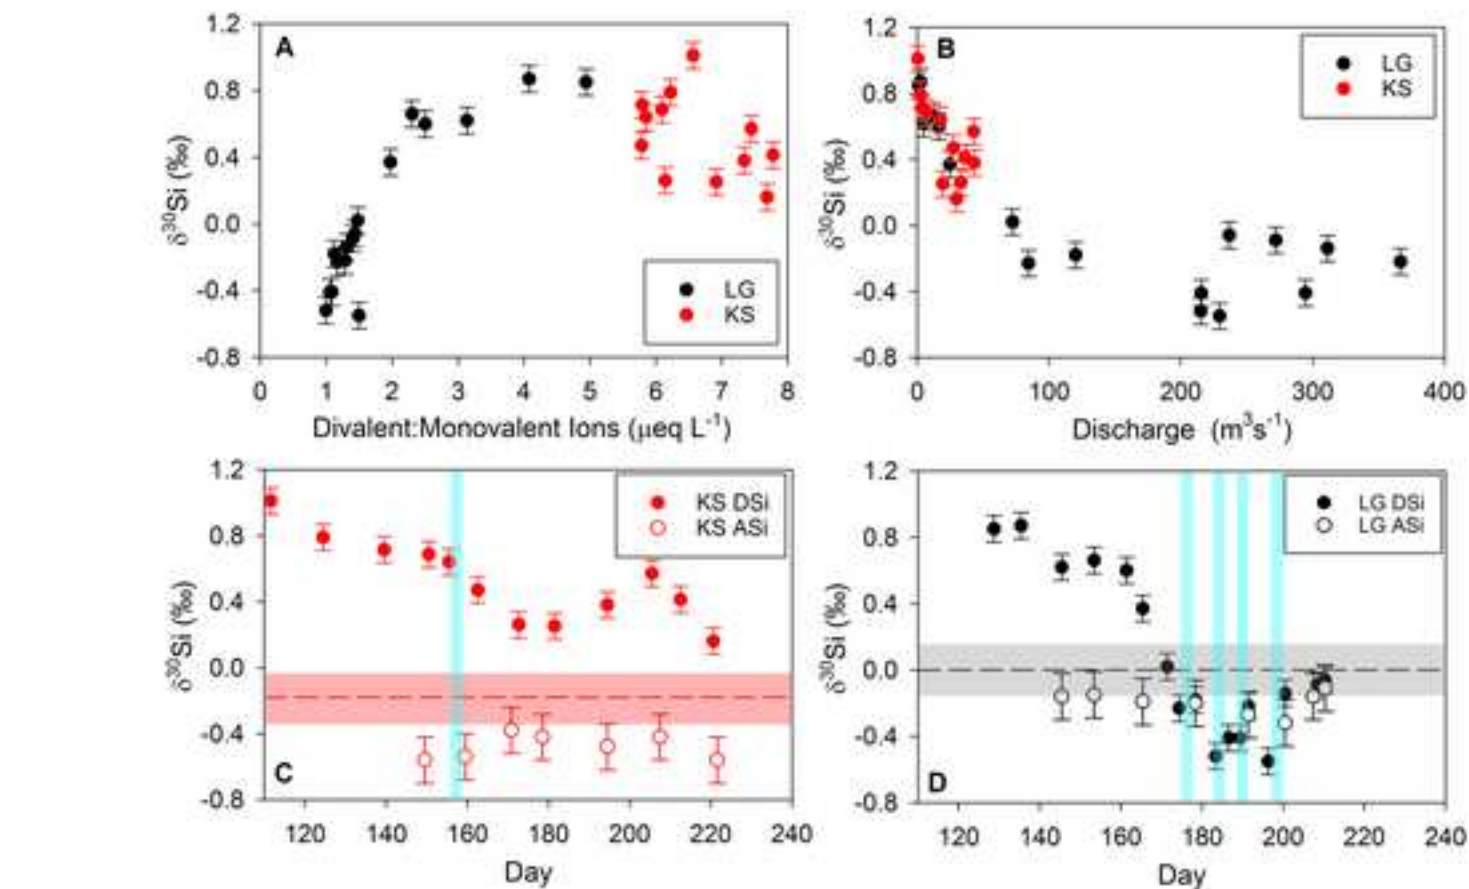 A
1.2
0.8
0.4
0.0
-0.4
-0.8
δ³⁰Si (‰)
LG
KS
0 1 2 3 4 5 6 7 8
Divalent:Monovalent Ions (μeq L⁻¹)
B
1.2
0.8
0.4
0.0
-0.4
-0.8
δ³⁰Si (‰)
LG
KS
0 100 200 300 400
Discharge (m³s⁻¹)
1.2
0.8
0.4
0.0
-0.4
-0.8
δ³⁰Si (‰)
KS DSi
KS ASi
C
120 140 160 180 200 220 240
Day
1.2
0.8
0.4
0.0
-0.4
-0.8
δ³⁰Si (‰)
LG DSi
LG ASi
D
120 140 160 180 200 220 240
Day